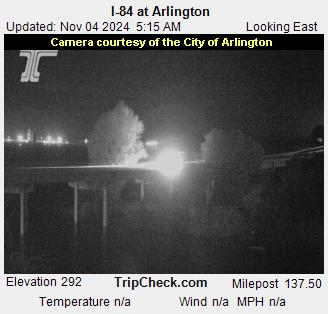 I-84 at Arlington
Updated: Nov 04 2024 5:15 AM Looking East
Camera courtesy of the City of Arlington
Elevation 292 TripCheck.com Milepost 137.50
Temperature n/a Wind n/a MPH n/a